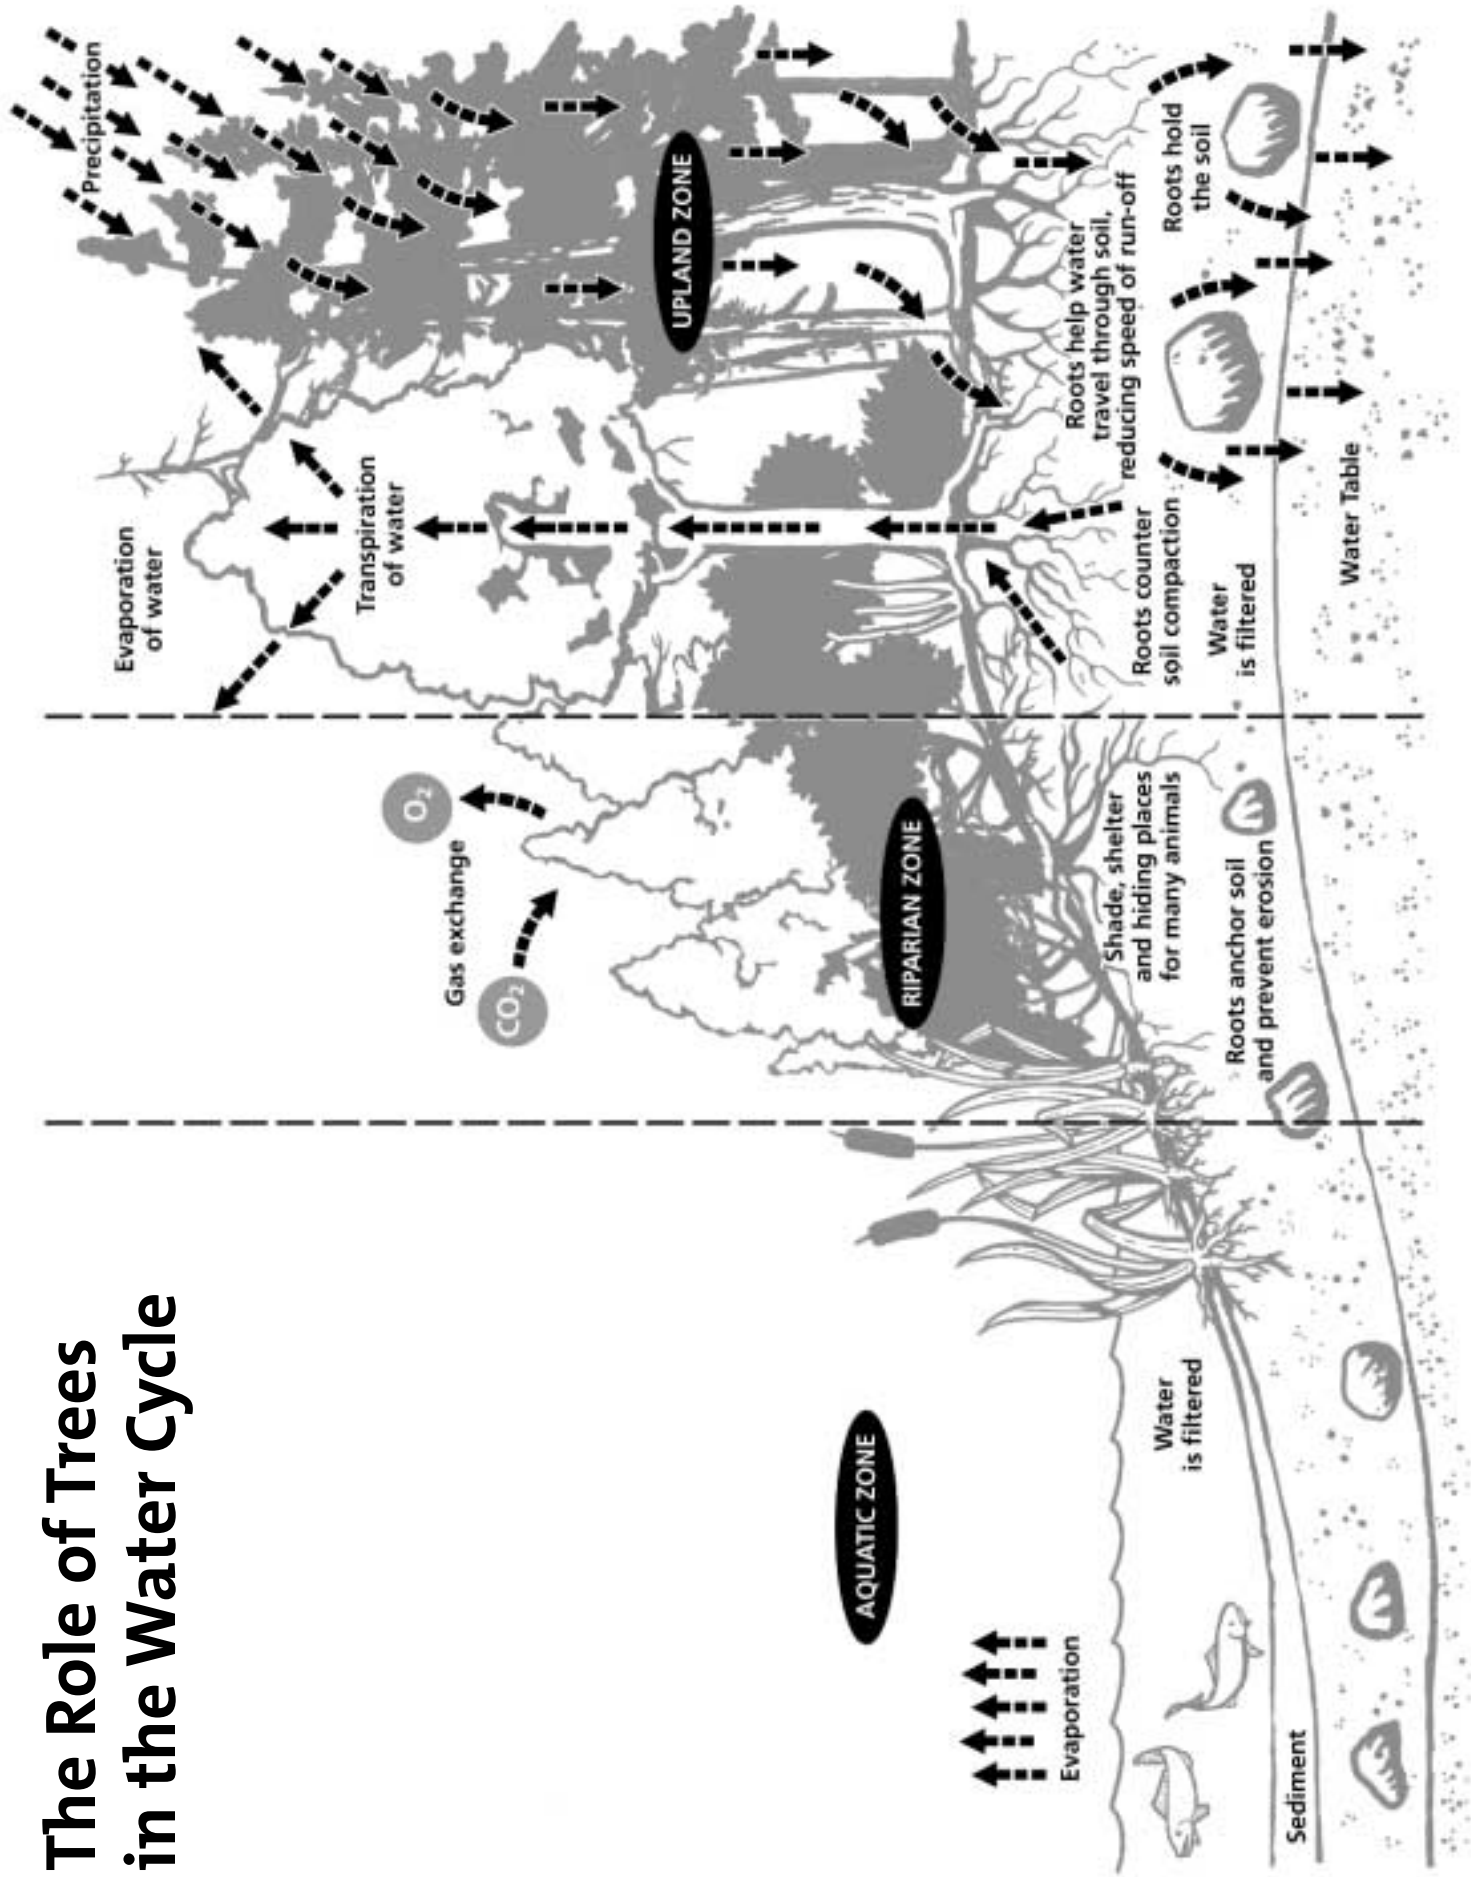 The Role of Trees
in the Water Cycle
Precipitation
Evaporation
of water
Transpiration
of water
UPLAND ZONE
O₂
Gas exchange
CO₂
RIPARIAN ZONE
AQUATIC ZONE
Evaporation
Roots help water
travel through soil,
reducing speed of run-off
Roots hold
the soil
Roots counter
soil compaction
Water
is filtered
Water Table
Shade, shelter
and hiding places
for many animals
Roots anchor soil
and prevent erosion
Water
is filtered
Sediment